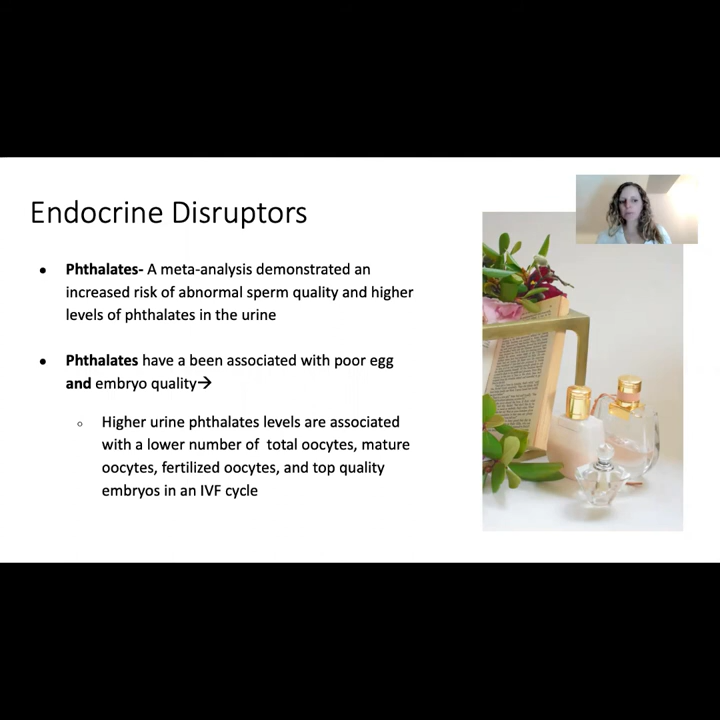 Endocrine Disruptors
● Phthalates- A meta-analysis demonstrated an
increased risk of abnormal sperm quality and higher
levels of phthalates in the urine
● Phthalates have a been associated with poor egg
and embryo quality→
○ Higher urine phthalates levels are associated
with a lower number of  total oocytes, mature
oocytes, fertilized oocytes, and top quality
embryos in an IVF cycle